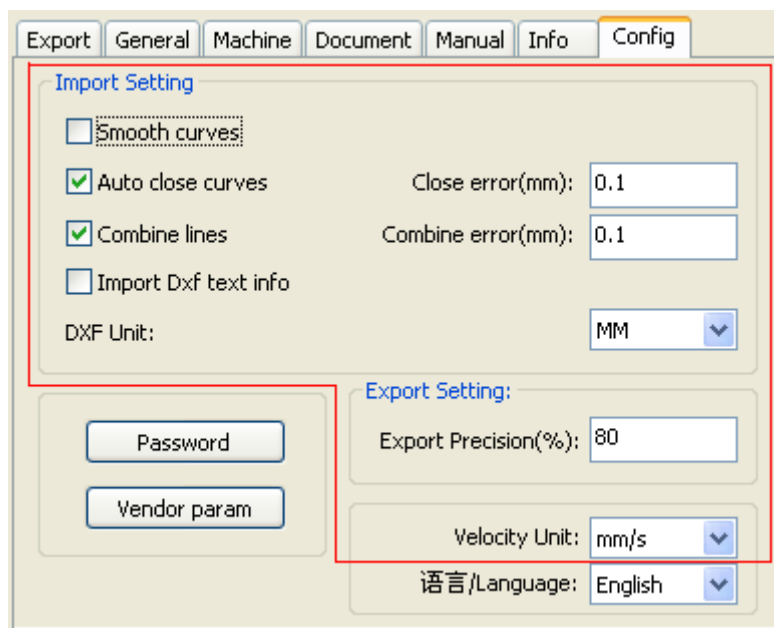 Export General Machine Document Manual Info Config
Import Setting
Smooth curves
Auto close curves Close error(mm): 0.1
Combine lines Combine error(mm): 0.1
Import Dxf text info
DXF Unit: MM
Export Setting:
Password Export Precision(%): 80
Vendor param
Velocity Unit: mm/s
语言/Language: English